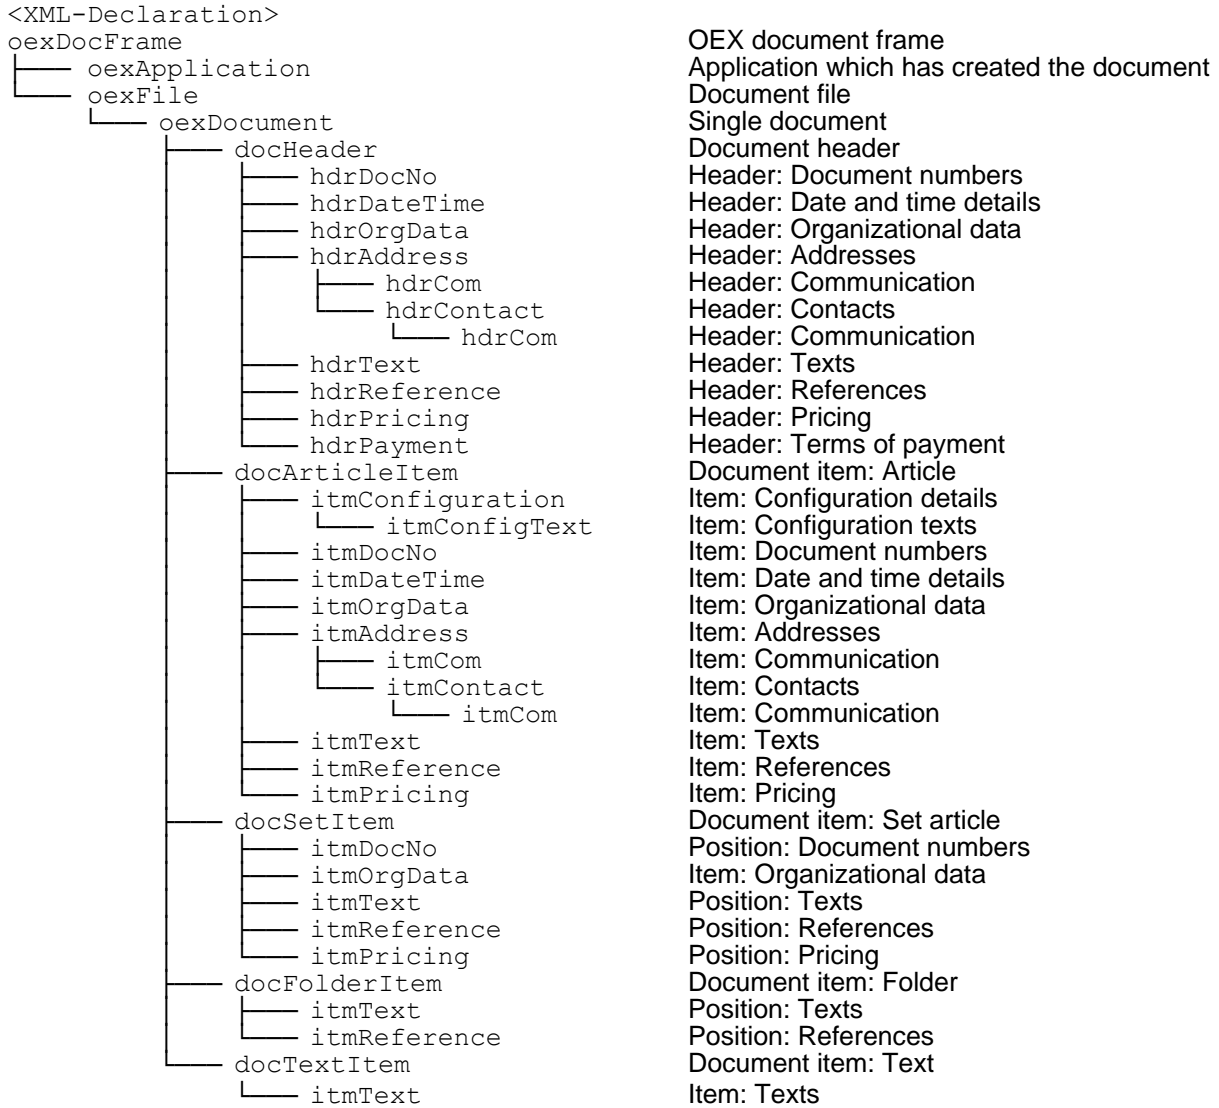 <XML-Declaration>
oexDocFrame OEX document frame
oexApplication Application which has created the document
oexFile Document file
oexDocument Single document
docHeader Document header
hdrDocNo Header: Document numbers
hdrDateTime Header: Date and time details
hdrOrgData Header: Organizational data
hdrAddress Header: Addresses
hdrCom Header: Communication
hdrContact Header: Contacts
hdrCom Header: Communication
hdrText Header: Texts
hdrReference Header: References
hdrPricing Header: Pricing
hdrPayment Header: Terms of payment
docArticleItem Document item: Article
itmConfiguration Item: Configuration details
itmConfigText Item: Configuration texts
itmDocNo Item: Document numbers
itmDateTime Item: Date and time details
itmOrgData Item: Organizational data
itmAddress Item: Addresses
itmCom Item: Communication
itmContact Item: Contacts
itmCom Item: Communication
itmText Item: Texts
itmReference Item: References
itmPricing Item: Pricing
docSetItem Document item: Set article
itmDocNo Position: Document numbers
itmOrgData Item: Organizational data
itmText Position: Texts
itmReference Position: References
itmPricing Position: Pricing
docFolderItem Document item: Folder
itmText Position: Texts
itmReference Position: References
docTextItem Document item: Text
itmText Item: Texts